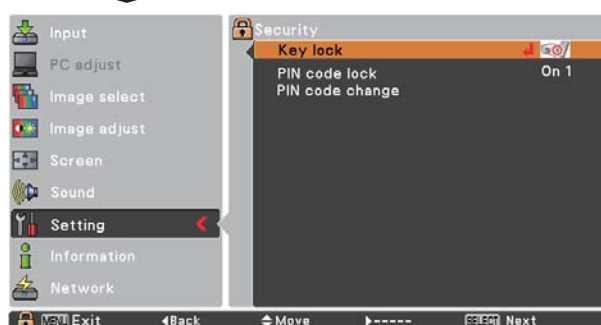 Input
PC adjust
Image select
Image adjust
Screen
Sound
Setting
Information
Network
Security
Key lock
PIN code lock On 1
PIN code change
MENU Exit ◀Back Move ▶----- SELECT Next